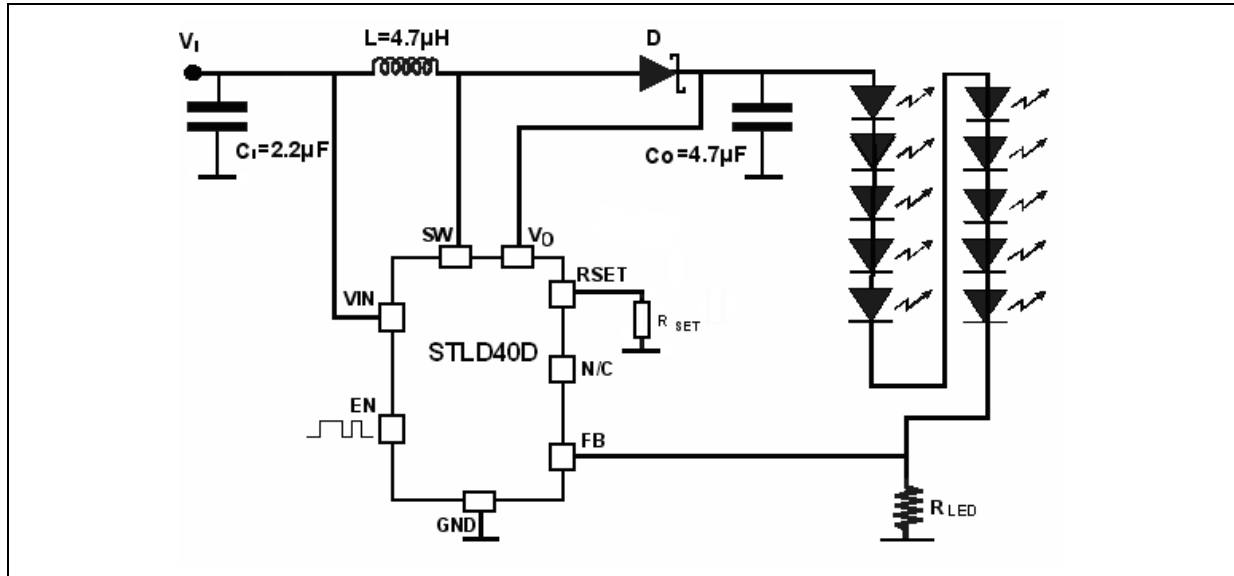 VI
L=4.7µH
D
CI=2.2µF
CO=4.7µF
SW
VO
RSET
VIN
R SET
STLD40D
N/C
EN
FB
GND
R LED